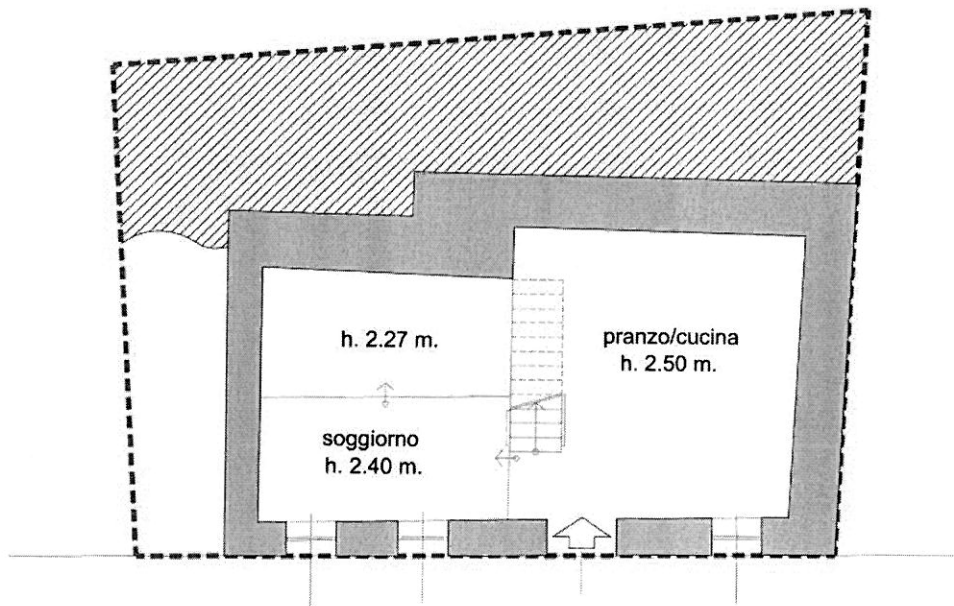 h. 2.27 m.
pranzo/cucina
h. 2.50 m.
soggiorno
h. 2.40 m.